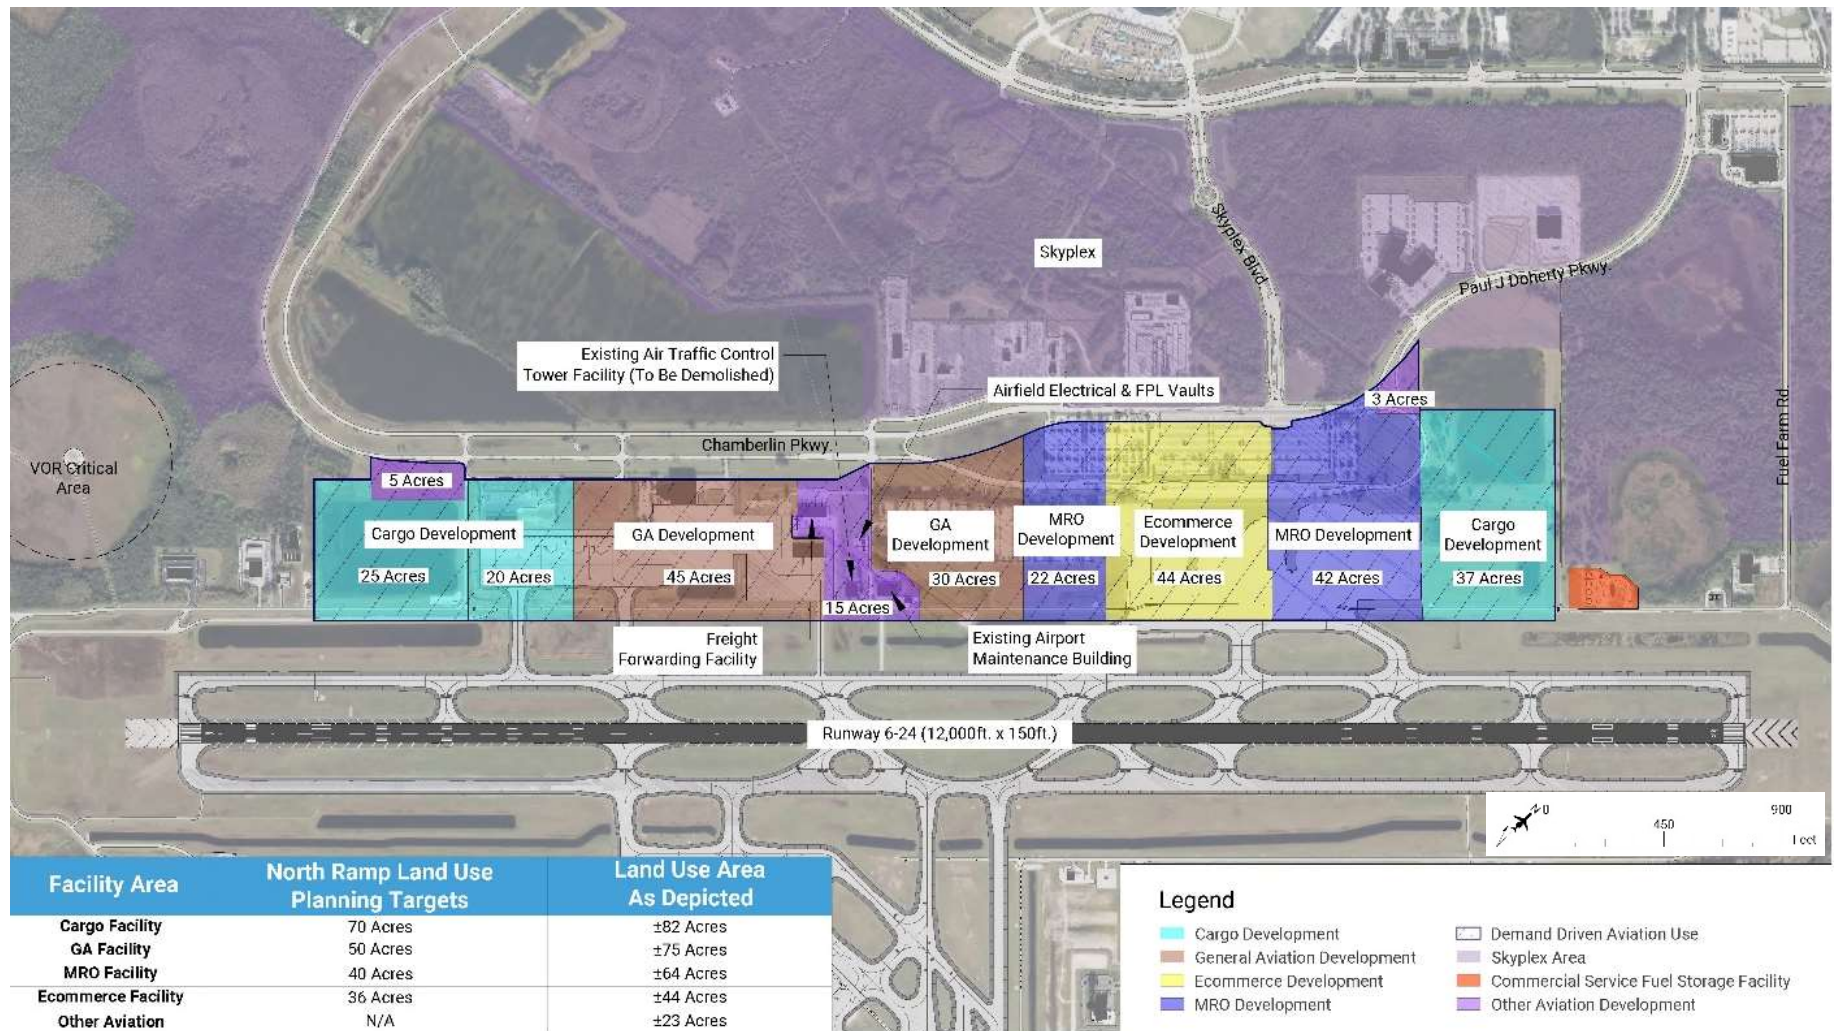 Skyplex
Skyplex Blvd.
Paul J Doherty Pkwy.
Existing Air Traffic Control
Tower Facility (To Be Demolished)
Airfield Electrical & FPL Vaults
3 Acres
Fuel Farm Rd.
Chamberlin Pkwy.
VOR Critical
Area
5 Acres
Cargo Development
25 Acres
20 Acres
GA Development
45 Acres
15 Acres
GA
Development
30 Acres
MRO
Development
22 Acres
Ecommerce
Development
44 Acres
MRO Development
42 Acres
Cargo
Development
37 Acres
Freight
Forwarding Facility
Existing Airport
Maintenance Building
Runway 6-24 (12,000ft. x 150ft.)
0
450
900
Feet
Facility Area
North Ramp Land Use
Planning Targets
Land Use Area
As Depicted
Cargo Facility 70 Acres ±82 Acres
GA Facility 50 Acres ±75 Acres
MRO Facility 40 Acres ±64 Acres
Ecommerce Facility 36 Acres ±44 Acres
Other Aviation N/A ±23 Acres
Legend
Cargo Development
General Aviation Development
Ecommerce Development
MRO Development
Demand Driven Aviation Use
Skyplex Area
Commercial Service Fuel Storage Facility
Other Aviation Development